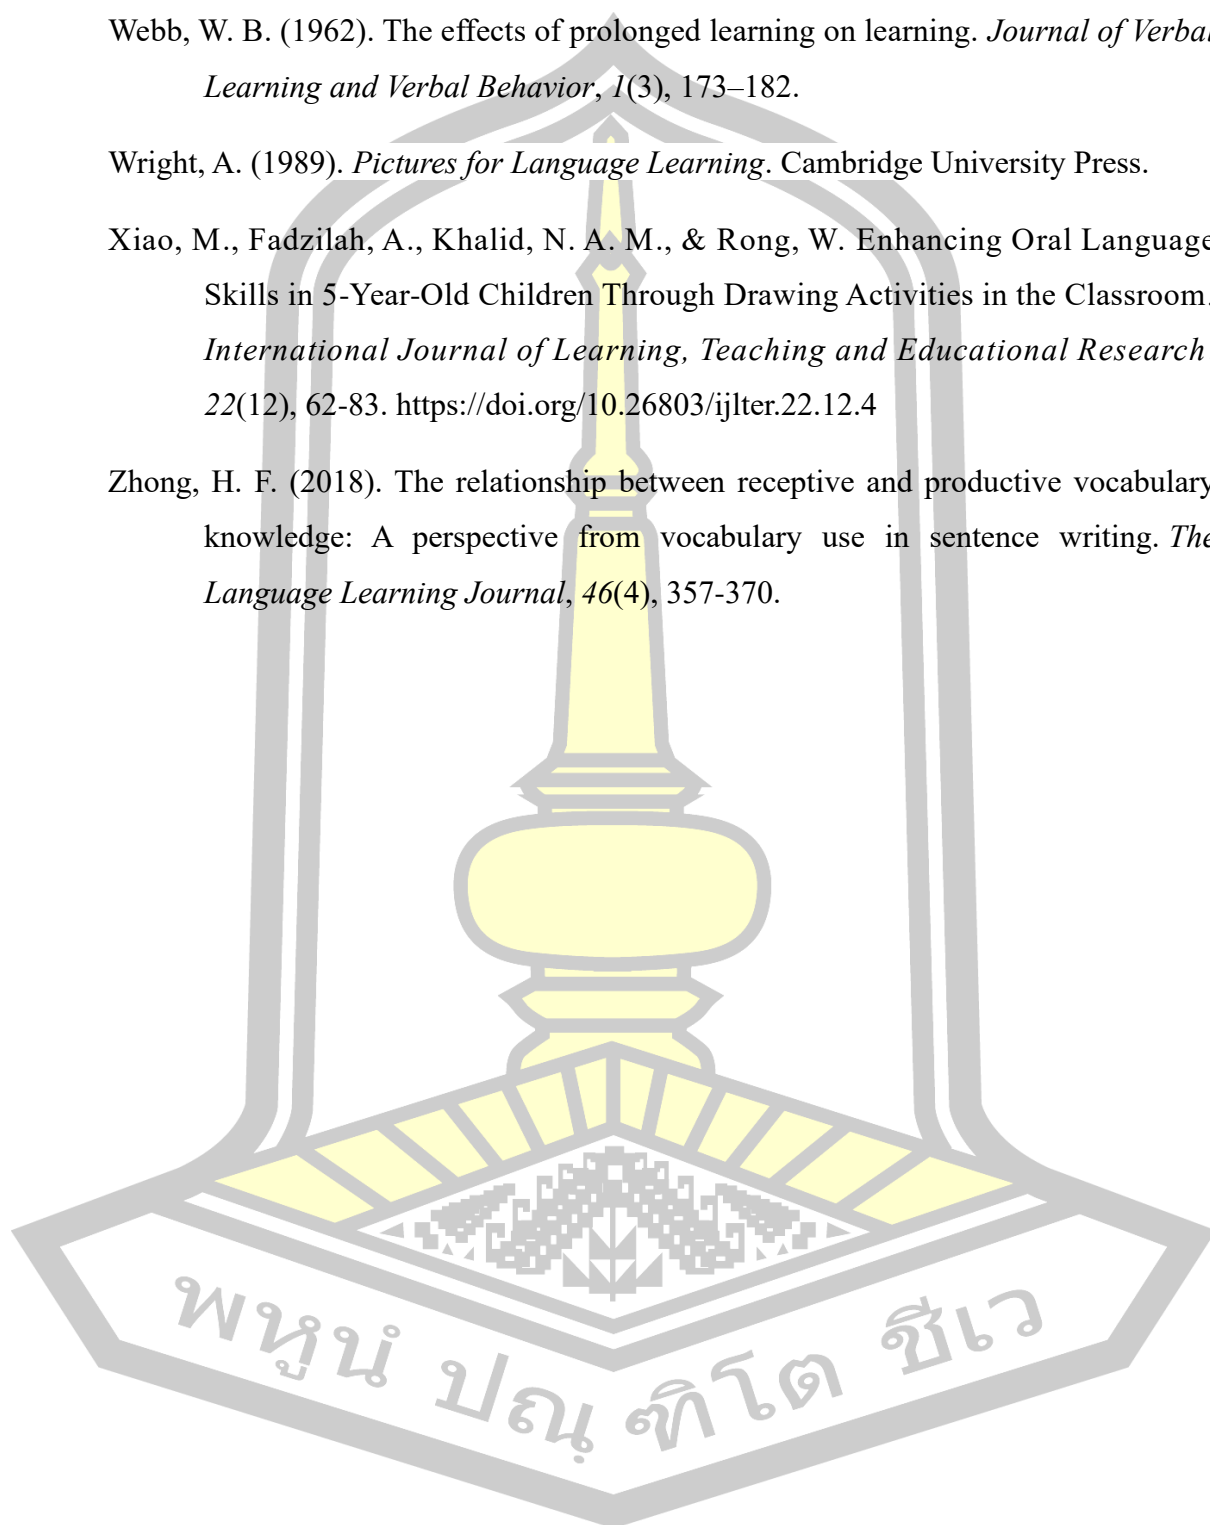 Webb, W. B. (1962). The effects of prolonged learning on learning. Journal of Verbal
Learning and Verbal Behavior, 1(3), 173–182.
Wright, A. (1989). Pictures for Language Learning. Cambridge University Press.
Xiao, M., Fadzilah, A., Khalid, N. A. M., & Rong, W. Enhancing Oral Language
Skills in 5-Year-Old Children Through Drawing Activities in the Classroom.
International Journal of Learning, Teaching and Educational Research
22(12), 62-83. https://doi.org/10.26803/ijlter.22.12.4
Zhong, H. F. (2018). The relationship between receptive and productive vocabulary
knowledge: A perspective from vocabulary use in sentence writing. The
Language Learning Journal, 46(4), 357-370.
พหูนํ ปณฺ ฑิโต ชีเว